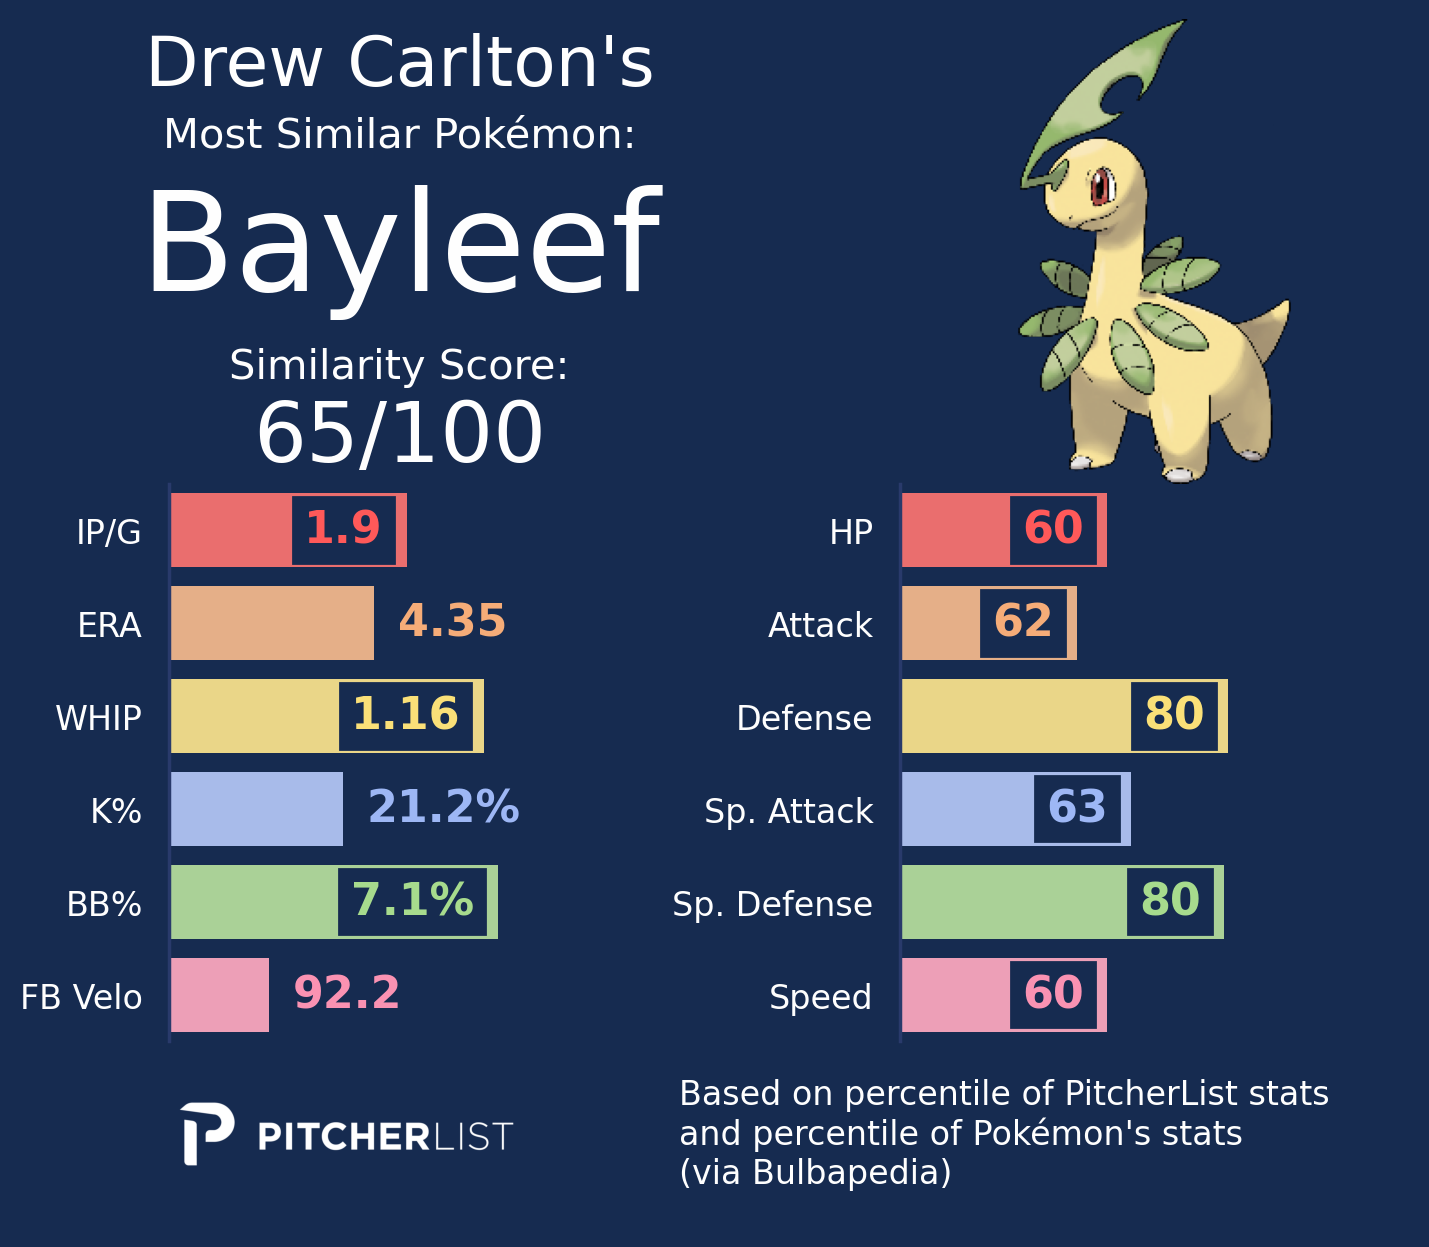 Drew Carlton's
Most Similar Pokémon:
Bayleef
Similarity Score:
65/100
IP/G 1.9
ERA 4.35
WHIP 1.16
K% 21.2%
BB% 7.1%
FB Velo 92.2
HP 60
Attack 62
Defense 80
Sp. Attack 63
Sp. Defense 80
Speed 60
PITCHERLIST
Based on percentile of PitcherList stats
and percentile of Pokémon's stats
(via Bulbapedia)